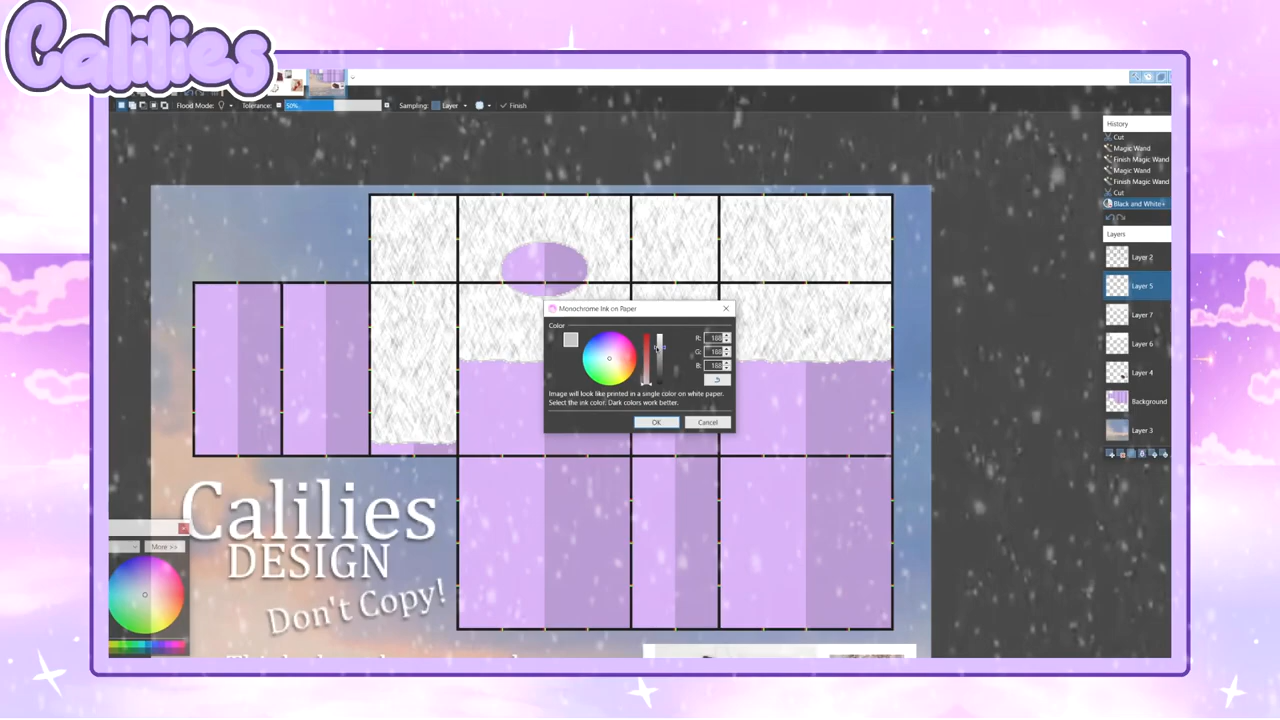 Calilies
Flood Mode:
Tolerance:
50%
Sampling:
Layer
Finish
History
Cut
Magic Wand
Finish Magic Wand
Magic Wand
Finish Magic Wand
Cut
Black and White+
Layers
Layer 2
Layer 5
Layer 7
Layer 6
Layer 4
Background
Layer 3
Monochrome Ink on Paper
Color
R: 188
G: 188
B: 188
Image will look like printed in a single color on white paper.
Select the ink color. Dark colors work better.
OK
Cancel
More >>
Calilies
DESIGN
Don't Copy!